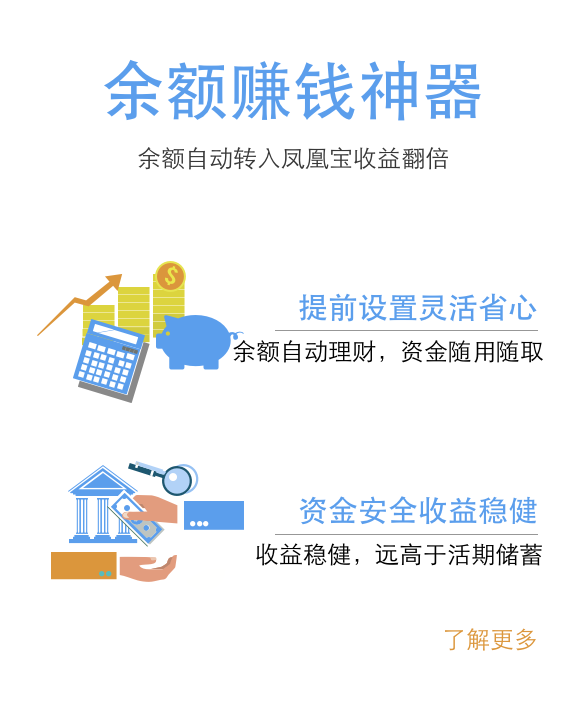 余额赚钱神器
余额自动转入凤凰宝收益翻倍
提前设置灵活省心
余额自动理财，资金随用随取
资金安全收益稳健
收益稳健，远高于活期储蓄
了解更多